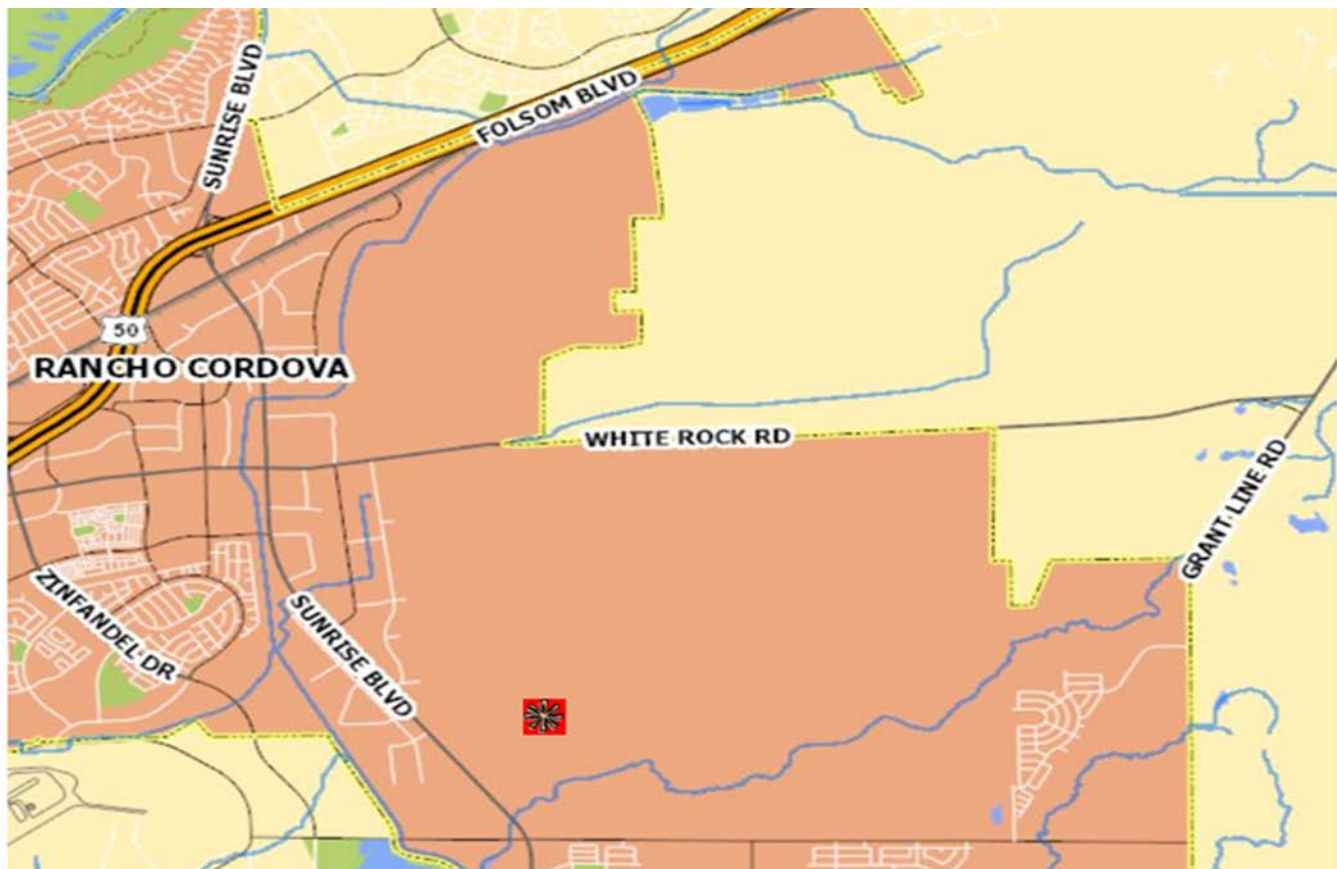 SUNRISE BLVD
FOLSOM BLVD
50
RANCHO CORDOVA
WHITE ROCK RD
GRANT LINE RD
ZINFANDEL DR
SUNRISE BLVD